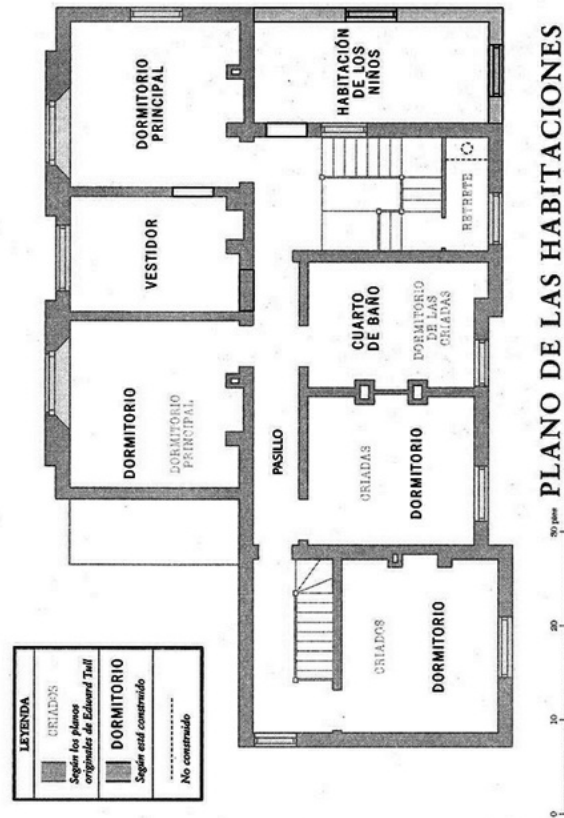 PLANO DE LAS HABITACIONES
LEYENDA
CRIADOS
Según los planos
originales de Edward Tull
DORMITORIO
Según está construido
No construido
DORMITORIO
DORMITORIO
PRINCIPAL
VESTIDOR
DORMITORIO
PRINCIPAL
PASILLO
HABITACIÓN
DE LOS
NIÑOS
CRIADOS
DORMITORIO
CRIADAS
DORMITORIO
CUARTO
DE BAÑO
DORMITORIO
DE LAS
CRIADAS
RETRETE
0
10
20
30 pies